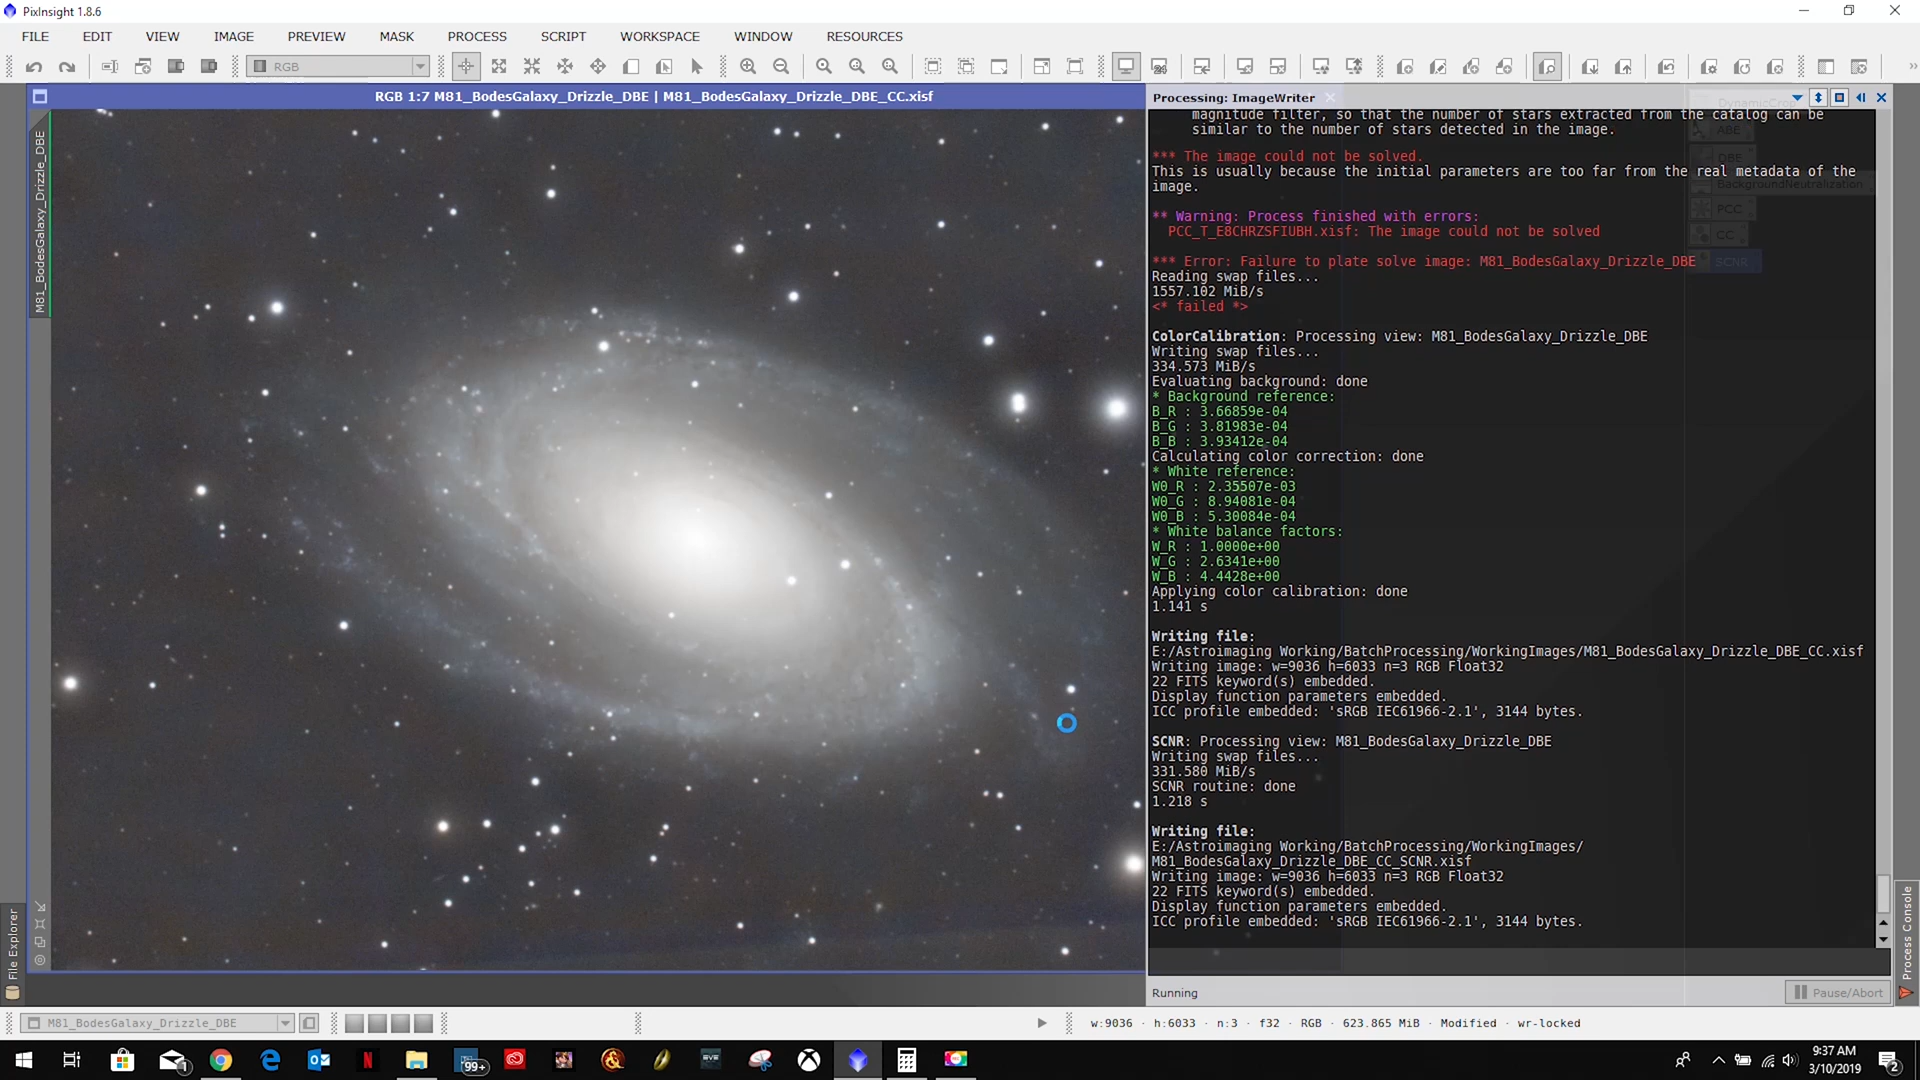 PixInsight 1.8.6
FILE EDIT VIEW IMAGE PREVIEW MASK PROCESS SCRIPT WORKSPACE WINDOW RESOURCES
RGB
RGB 1:7 M81_BodesGalaxy_Drizzle_DBE | M81_BodesGalaxy_Drizzle_DBE_CC.xisf
M81_BodesGalaxy_Drizzle_DBE
Processing: ImageWriter
magnitude filter, so that the number of stars extracted from the catalog can be
similar to the number of stars detected in the image.
*** The image could not be solved.
This is usually because the initial parameters are too far from the real metadata of the
image.
** Warning: Process finished with errors:
PCC_T_E8CHRZSFIUBH.xisf: The image could not be solved
*** Error: Failure to plate solve image: M81_BodesGalaxy_Drizzle_DBE
Reading swap files...
1557.102 MiB/s
<* failed *>
ColorCalibration: Processing view: M81_BodesGalaxy_Drizzle_DBE
Writing swap files...
334.573 MiB/s
Evaluating background: done
* Background reference:
B_R : 3.66859e-04
B_G : 3.81983e-04
B_B : 3.93412e-04
Calculating color correction: done
* White reference:
W0_R : 2.35507e-03
W0_G : 8.94081e-04
W0_B : 5.30084e-04
* White balance factors:
W_R : 1.0000e+00
W_G : 2.6341e+00
W_B : 4.4428e+00
Applying color calibration: done
1.141 s
Writing file:
E:/Astroimaging Working/BatchProcessing/WorkingImages/M81_BodesGalaxy_Drizzle_DBE_CC.xisf
Writing image: w=9036 h=6033 n=3 RGB Float32
22 FITS keyword(s) embedded.
Display function parameters embedded.
ICC profile embedded: 'sRGB IEC61966-2.1', 3144 bytes.
SCNR: Processing view: M81_BodesGalaxy_Drizzle_DBE
Writing swap files...
331.580 MiB/s
SCNR routine: done
1.218 s
Writing file:
E:/Astroimaging Working/BatchProcessing/WorkingImages/
M81_BodesGalaxy_Drizzle_DBE_CC_SCNR.xisf
Writing image: w=9036 h=6033 n=3 RGB Float32
22 FITS keyword(s) embedded.
Display function parameters embedded.
ICC profile embedded: 'sRGB IEC61966-2.1', 3144 bytes.
DynamicCrop
ABE
DBE
BackgroundNeutralization
PCC
CC
SCNR
File Explorer
Process Console
Running
Pause/Abort
M81_BodesGalaxy_Drizzle_DBE
w:9036 · h:6033 · n:3 · f32 · RGB · 623.865 MiB · Modified · wr-locked
99+
9:37 AM
3/10/2019